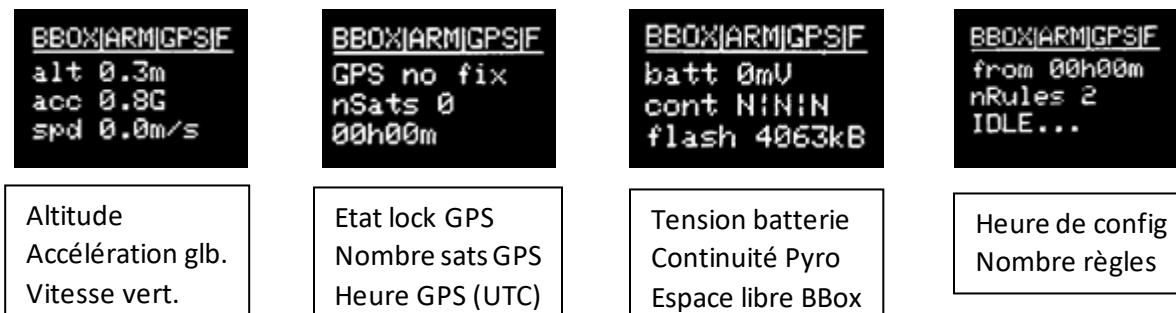 BBOX|ARM|GPS|F
alt 0.3m
acc 0.8G
spd 0.0m/s
BBOX|ARM|GPS|F
GPS no fix
nSats 0
00h00m
BBOX|ARM|GPS|F
batt 0mV
cont N¦N¦N
flash 4063kB
BBOX|ARM|GPS|F
from 00h00m
nRules 2
IDLE...
Altitude
Accélération glb.
Vitesse vert.
Etat lock GPS
Nombre sats GPS
Heure GPS (UTC)
Tension batterie
Continuité Pyro
Espace libre BBox
Heure de config
Nombre règles